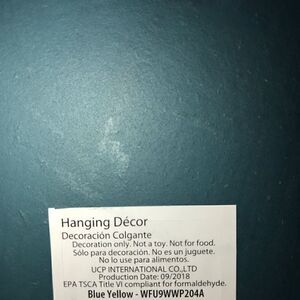 Hanging Décor
Decoración Colgante
Decoration only. Not a toy. Not for food.
Sólo para decoración. No es un juguete.
No lo use para alimentos.
UCP INTERNATIONAL CO.,LTD
Production Date: 09/2018
EPA TSCA Title VI compliant for formaldehyde.
Blue Yellow - WFU9WWP204A